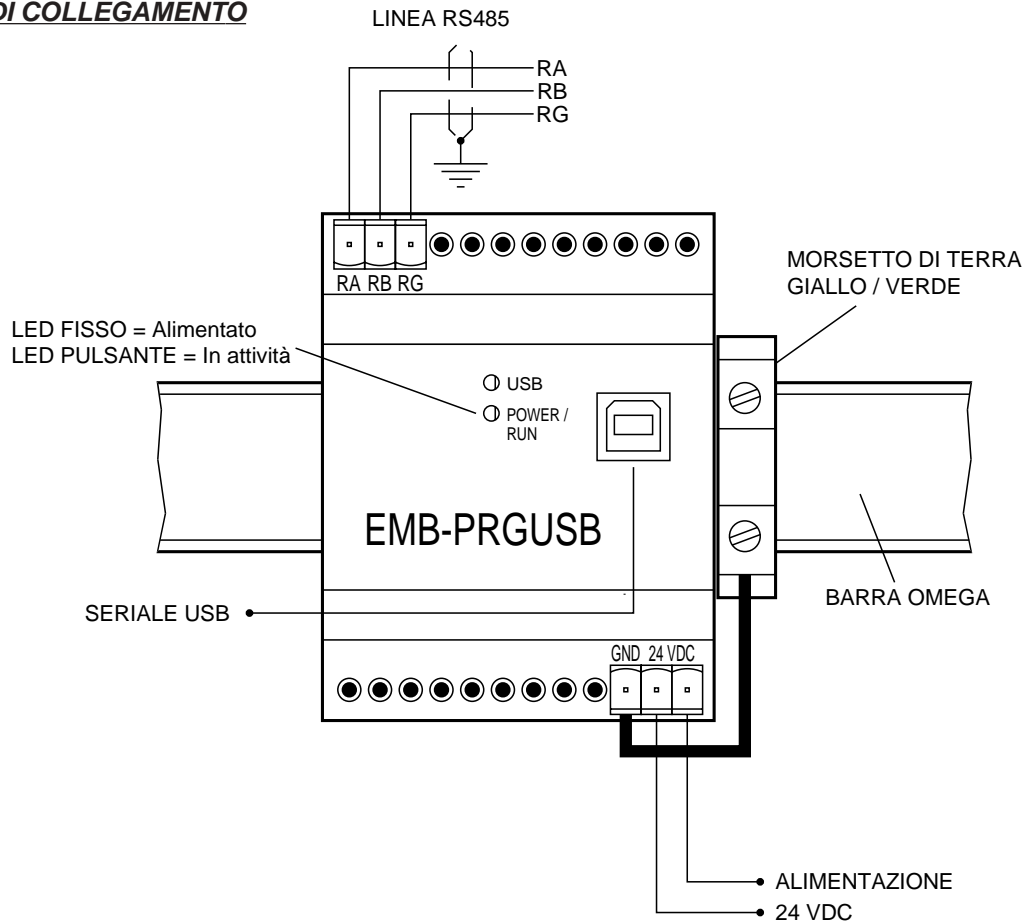 DI COLLEGAMENTO
LINEA RS485
RA
RB
RG
RA RB RG
MORSETTO DI TERRA
GIALLO / VERDE
LED FISSO = Alimentato
LED PULSANTE = In attività
USB
POWER /
RUN
EMB-PRGUSB
SERIALE USB
BARRA OMEGA
GND 24 VDC
ALIMENTAZIONE
24 VDC